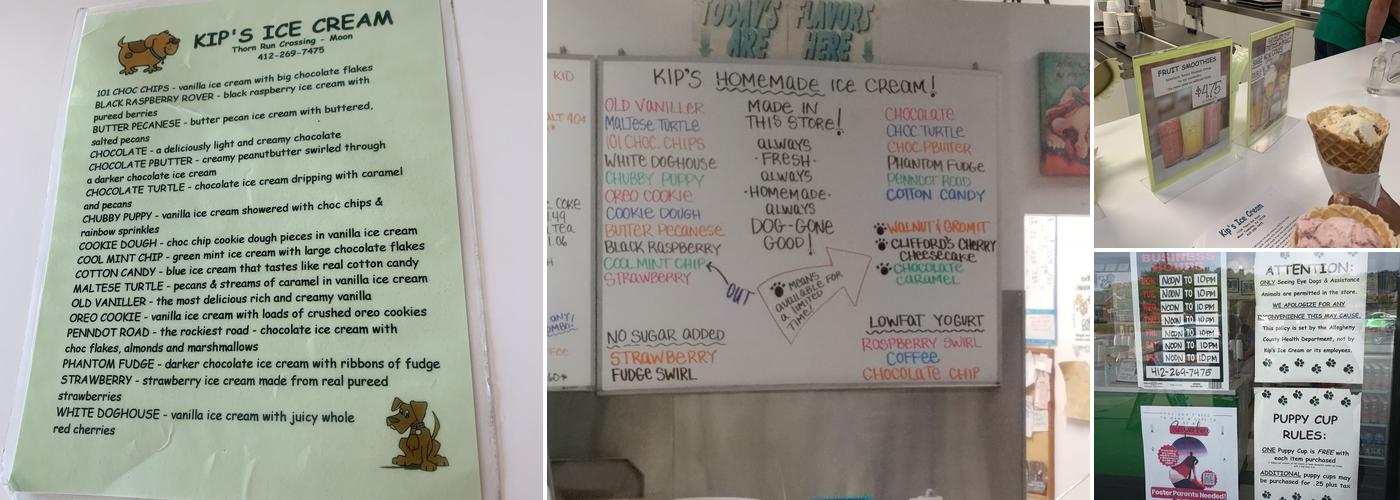 KIP'S ICE CREAM
Thorn Run Crossing - Moon
412-269-7475
101 CHOC CHIPS - vanilla ice cream with big chocolate flakes
BLACK RASPBERRY ROVER - black raspberry ice cream with
pureed berries
BUTTER PECANESE - butter pecan ice cream with buttered,
salted pecans
CHOCOLATE - a deliciously light and creamy chocolate
CHOCOLATE PBUTTER - creamy peanutbutter swirled through
a darker chocolate ice cream
CHOCOLATE TURTLE - chocolate ice cream dripping with caramel
and pecans
CHUBBY PUPPY - vanilla ice cream showered with choc chips &
rainbow sprinkles
COOKIE DOUGH - choc chip cookie dough pieces in vanilla ice cream
COOL MINT CHIP - green mint ice cream with large chocolate flakes
COTTON CANDY - blue ice cream that tastes like real cotton candy
MALTESE TURTLE - pecans & streams of caramel in vanilla ice cream
OLD VANILLER - the most delicious rich and creamy vanilla
OREO COOKIE - vanilla ice cream with loads of crushed oreo cookies
PENNDOT ROAD - the rockiest road - chocolate ice cream with
choc flakes, almonds and marshmallows
PHANTOM FUDGE - darker chocolate ice cream with ribbons of fudge
STRAWBERRY - strawberry ice cream made from real pureed
strawberries
WHITE DOGHOUSE - vanilla ice cream with juicy whole
red cherries
TODAY'S FLAVORS
ARE HERE
KIP'S HOMEMADE ICE CREAM!
OLD VANILLER
MALTESE TURTLE
101 CHOC. CHIPS
WHITE DOGHOUSE
CHUBBY PUPPY
OREO COOKIE
COOKIE DOUGH
BUTTER PECANESE
BLACK RASPBERRY
COOL MINT CHIP
STRAWBERRY
OUT
NO SUGAR ADDED
STRAWBERRY
FUDGE SWIRL
MADE IN
THIS STORE!
ALWAYS
-FRESH-
ALWAYS
-HOMEMADE-
ALWAYS
DOG-GONE
GOOD!
MEANS
AVAILABLE FOR
A LIMITED
TIME!
CHOCOLATE
CHOC TURTLE
CHOC PBUTTER
PHANTOM FUDGE
PENNDOT ROAD
COTTON CANDY
WALNUT & GROMIT
CLIFFORD'S CHERRY
CHEESECAKE
CHOCOLATE
CARAMEL
LOWFAT YOGURT
RASPBERRY SWIRL
COFFEE
CHOCOLATE CHIP
KID
FRUIT SMOOTHIES
$4.75
Kip's Ice Cream
BUSINESS
HOURS
NOON TO 10PM
NOON TO 10PM
NOON TO 10PM
NOON TO 10PM
NOON TO 10PM
NOON TO 10PM
NOON TO 10PM
412-269-7475
Foster Parents Needed!
ATTENTION:
ONLY Seeing Eye Dogs & Assistance
Animals are permitted in the store.
WE APOLOGIZE FOR ANY
INCONVENIENCE THIS MAY CAUSE.
This policy is set by the Allegheny
County Health Department, not by
Kip's Ice Cream or its employees.
PUPPY CUP
RULES:
ONE Puppy Cup is FREE with
each item purchased
ADDITIONAL puppy cups may
be purchased for .25 plus tax